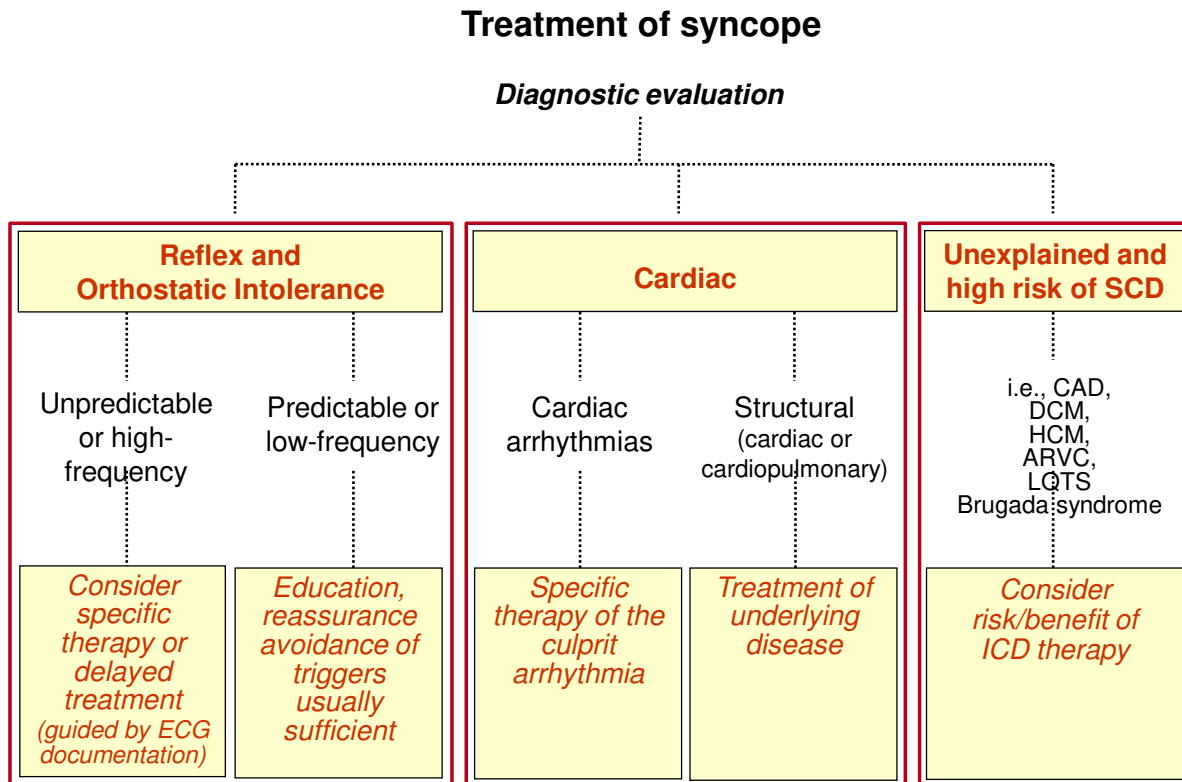 Treatment of syncope
Diagnostic evaluation
Reflex and
Orthostatic Intolerance
Unpredictable
or high-
frequency
Predictable or
low-frequency
Consider
specific
therapy or
delayed
treatment
(guided by ECG
documentation)
Education,
reassurance
avoidance of
triggers
usually
sufficient
Cardiac
Cardiac
arrhythmias
Structural
(cardiac or
cardiopulmonary)
Specific
therapy of the
culprit
arrhythmia
Treatment of
underlying
disease
Unexplained and
high risk of SCD
i.e., CAD,
DCM,
HCM,
ARVC,
LQTS
Brugada syndrome
Consider
risk/benefit of
ICD therapy